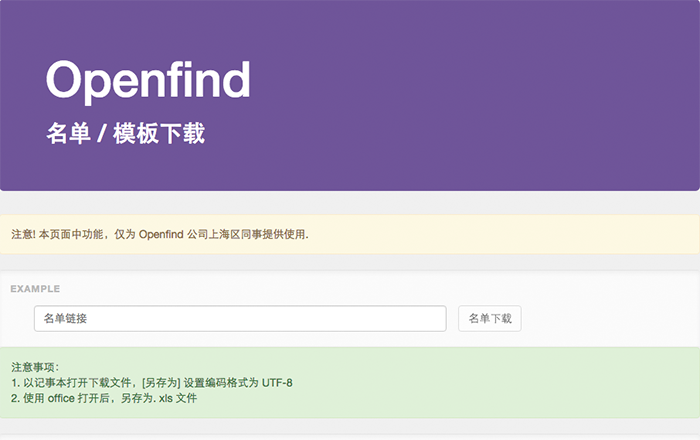 Openfind
名单 / 模板下载
注意! 本页面中功能，仅为 Openfind 公司上海区同事提供使用.
EXAMPLE
名单链接 名单下载
注意事项：
1. 以记事本打开下载文件，[另存为] 设置编码格式为 UTF-8
2. 使用 office 打开后，另存为. xls 文件